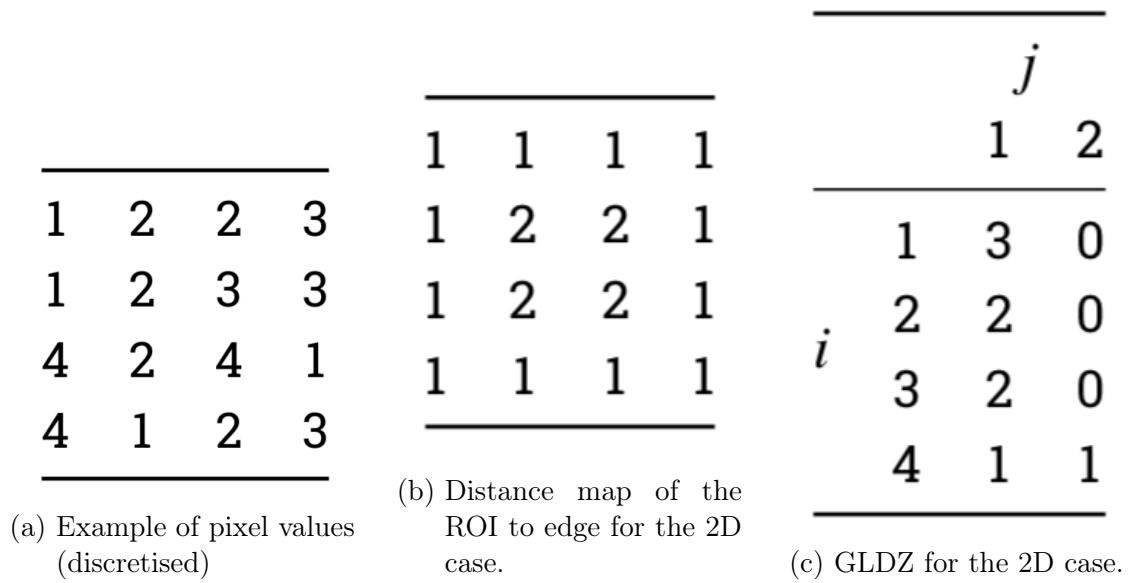 1 2 2 3
1 2 3 3
4 2 4 1
4 1 2 3
(a) Example of pixel values
(discretised)
1 1 1 1
1 2 2 1
1 2 2 1
1 1 1 1
(b) Distance map of the
ROI to edge for the 2D
case.
j
1 2
1 3 0
2 2 0
i
3 2 0
4 1 1
(c) GLDZ for the 2D case.